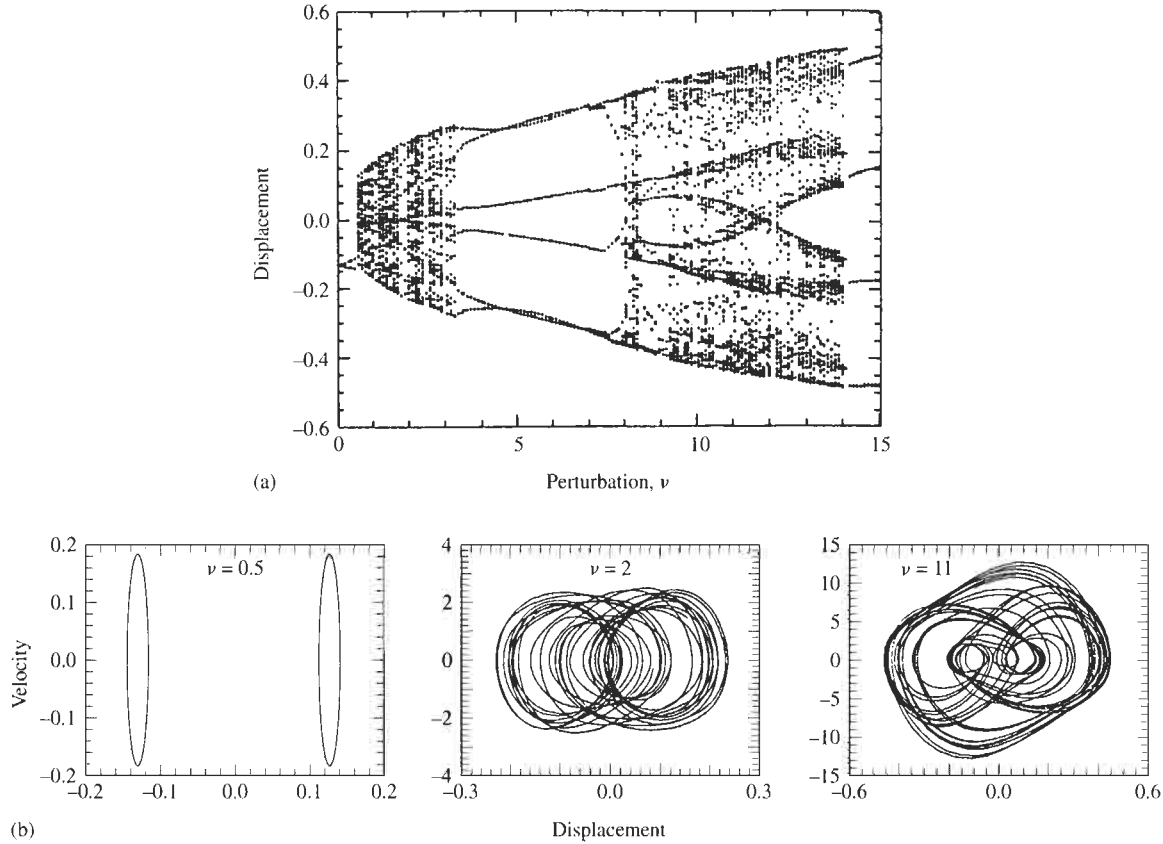 0.6
0.4
0.2
0.0
−0.2
−0.4
−0.6
Displacement
0 5 10 15
(a) Perturbation, ν
0.2
0.1
0.0
−0.1
−0.2
Velocity
ν = 0.5
−0.2 −0.1 0.0 0.1 0.2
4
2
0
−2
−4
ν = 2
−0.3 0.0 0.3
15
10
5
0
−5
−10
−15
ν = 11
−0.6 0.0 0.6
(b) Displacement